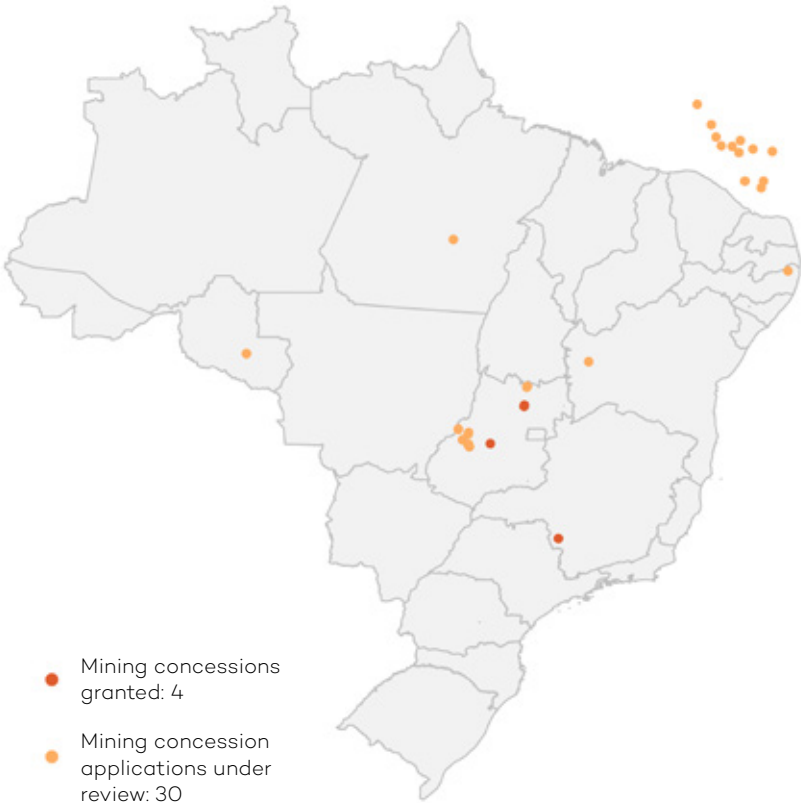 Mining concessions
granted: 4
Mining concession
applications under
review: 30